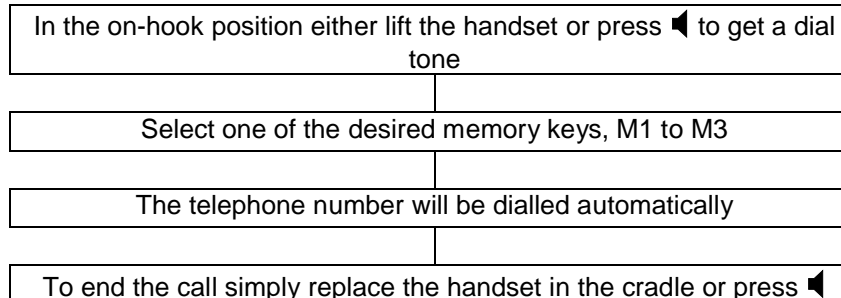 In the on-hook position either lift the handset or press to get a dial
tone
Select one of the desired memory keys, M1 to M3
The telephone number will be dialled automatically
To end the call simply replace the handset in the cradle or press